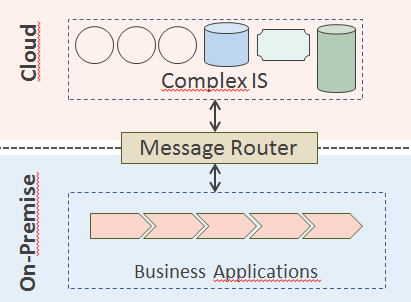 Cloud
Complex IS
Message Router
On-Premise
Business Applications